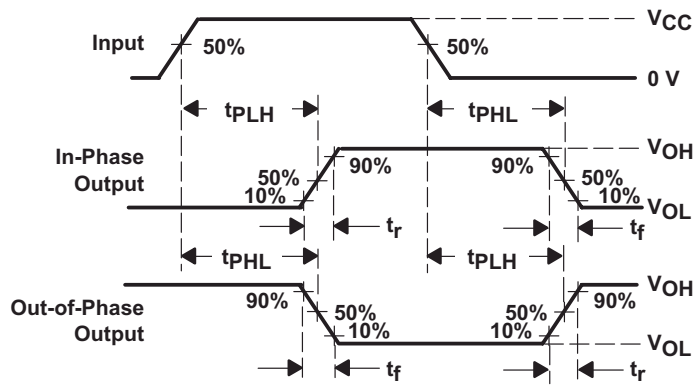 VCC
Input
50%
50%
0 V
tPLH
tPHL
In-Phase
Output
VOH
90%
90%
50%
50%
10%
10%
VOL
tr
tf
tPHL
tPLH
Out-of-Phase
Output
VOH
90%
90%
50%
50%
10%
10%
VOL
tf
tr